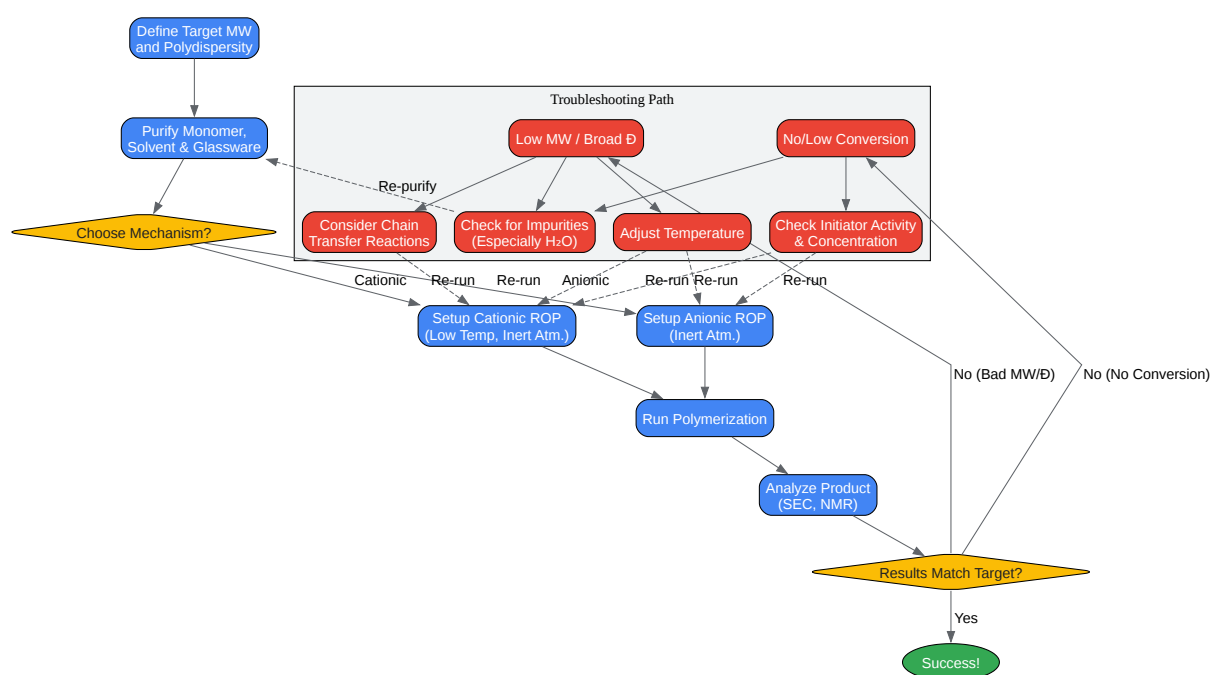 Define Target MW
and Polydispersity
Troubleshooting Path
Purify Monomer,
Solvent & Glassware
Low MW / Broad Đ
No/Low Conversion
Re-purify
Choose Mechanism?
Consider Chain
Transfer Reactions
Check for Impurities
(Especially H₂O)
Adjust Temperature
Check Initiator Activity
& Concentration
Cationic
Re-run
Re-run
Anionic
Re-run
Re-run
Re-run
Setup Cationic ROP
(Low Temp, Inert Atm.)
Setup Anionic ROP
(Inert Atm.)
No (Bad MW/Đ)
No (No Conversion)
Run Polymerization
Analyze Product
(SEC, NMR)
Results Match Target?
Yes
Success!